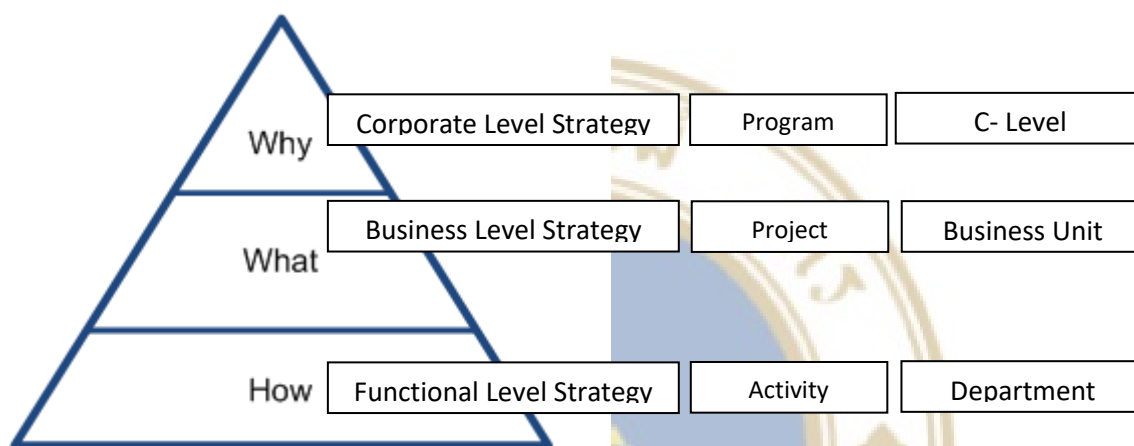 Why
Corporate Level Strategy
Program
C- Level
What
Business Level Strategy
Project
Business Unit
How
Functional Level Strategy
Activity
Department